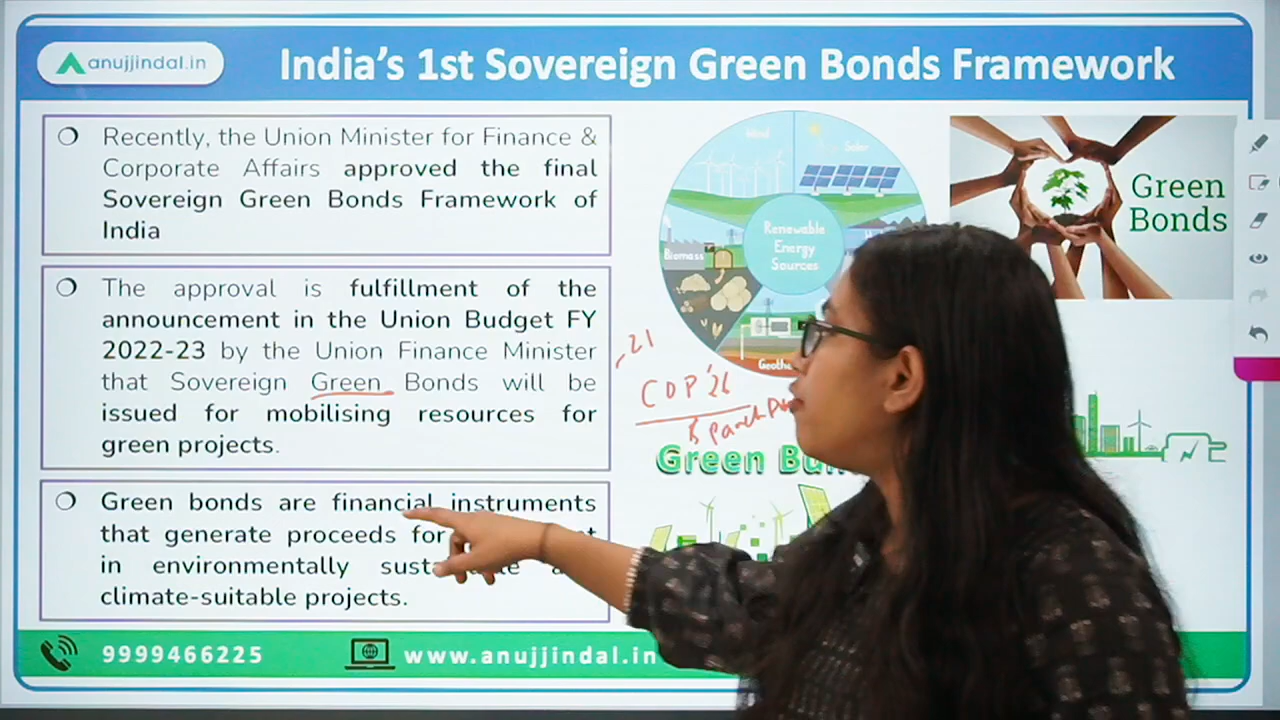 anujjindal.in
India's 1st Sovereign Green Bonds Framework
Recently, the Union Minister for Finance &
Corporate Affairs approved the final
Sovereign Green Bonds Framework of
India
The approval is fulfillment of the
announcement in the Union Budget FY
2022-23 by the Union Finance Minister
that Sovereign Green Bonds will be
issued for mobilising resources for
green projects.
Green bonds are financial instruments
that generate proceeds for
in environmentally
climate-suitable projects.
Wind
Solar
Renewable
Energy
Sources
Biomass
Green
Bonds
21
COP'26
Green
9999466225
www.anujjindal.in